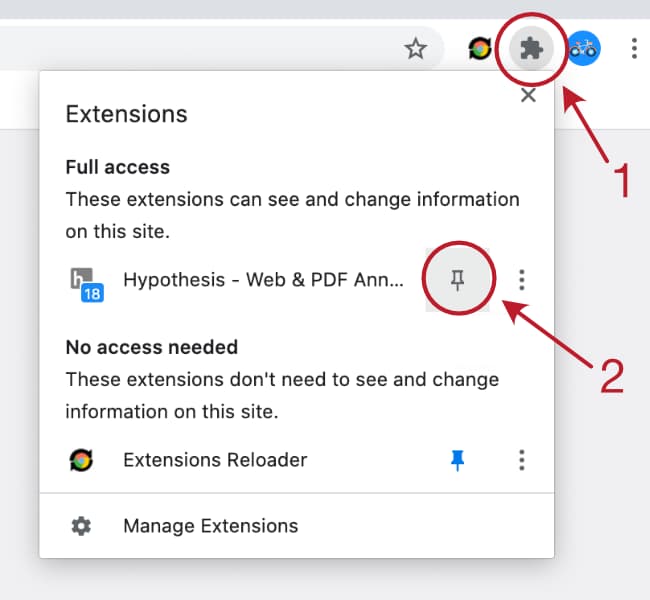 1
Extensions
Full access
These extensions can see and change information
on this site.
h
18
Hypothesis - Web & PDF Ann...
2
No access needed
These extensions don't need to see and change
information on this site.
Extensions Reloader
Manage Extensions